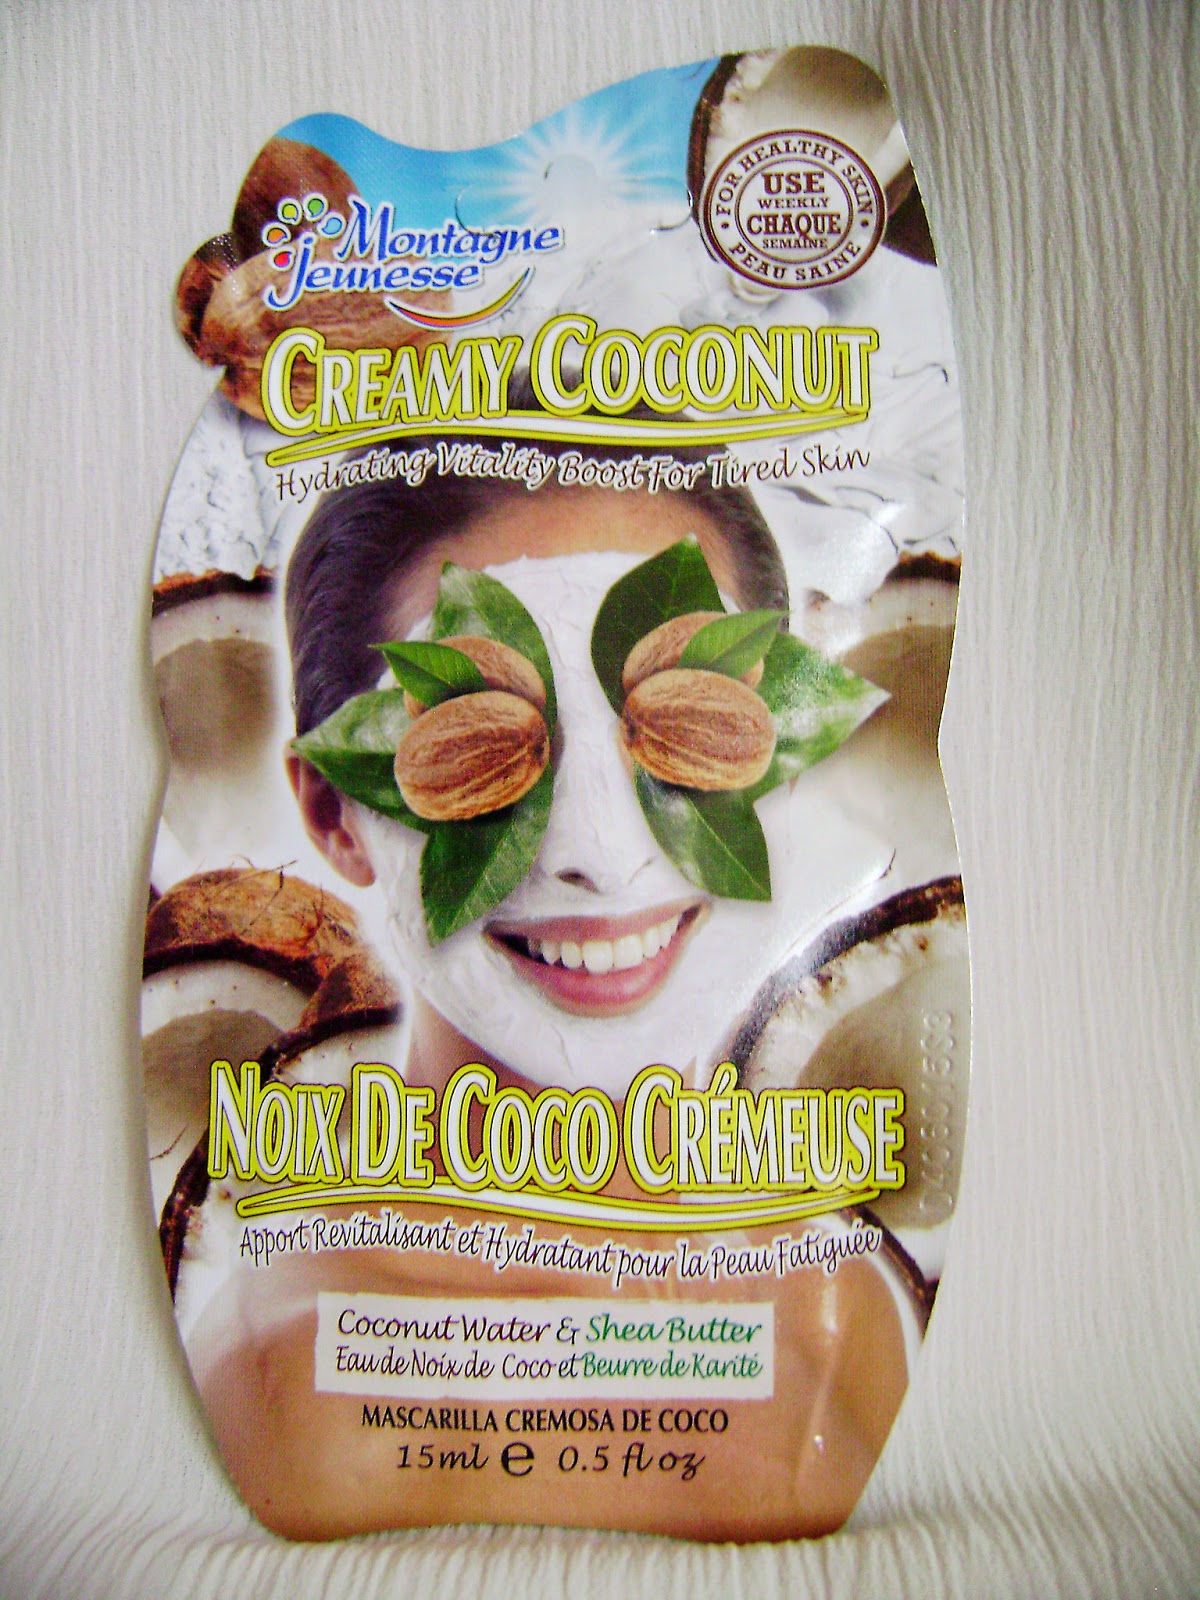 Montagne
Jeunesse
• FOR HEALTHY SKIN •
USE
WEEKLY
CHAQUE
SEMAINE
PEAU SAINE
CREAMY COCONUT
Hydrating Vitality Boost For Tired Skin
NOIX DE COCO CRÉMEUSE
Apport Revitalisant et Hydratant pour la Peau Fatiguée
Coconut Water & Shea Butter
Eau de Noix de Coco et Beurre de Karité
MASCARILLA CREMOSA DE COCO
15ml e 0.5 fl oz